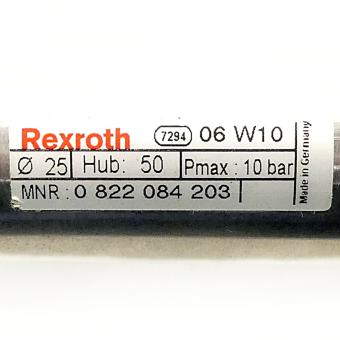 Rexroth 7294 06 W10
Ø 25 Hub: 50 Pmax : 10 bar
MNR : 0 822 084 203
Made in Germany